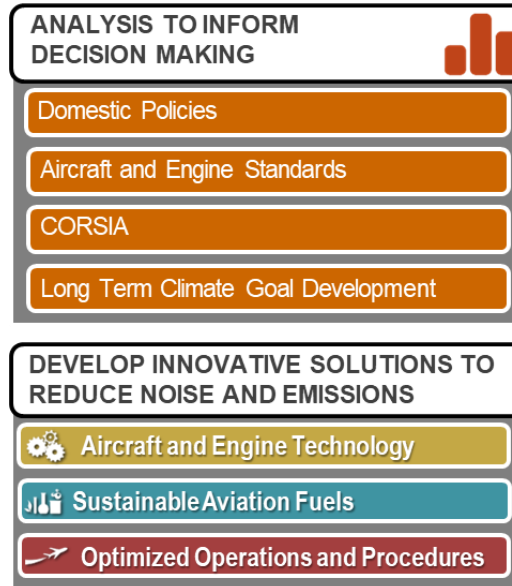 ANALYSIS TO INFORM
DECISION MAKING
Domestic Policies
Aircraft and Engine Standards
CORSIA
Long Term Climate Goal Development
DEVELOP INNOVATIVE SOLUTIONS TO
REDUCE NOISE AND EMISSIONS
Aircraft and Engine Technology
Sustainable Aviation Fuels
Optimized Operations and Procedures